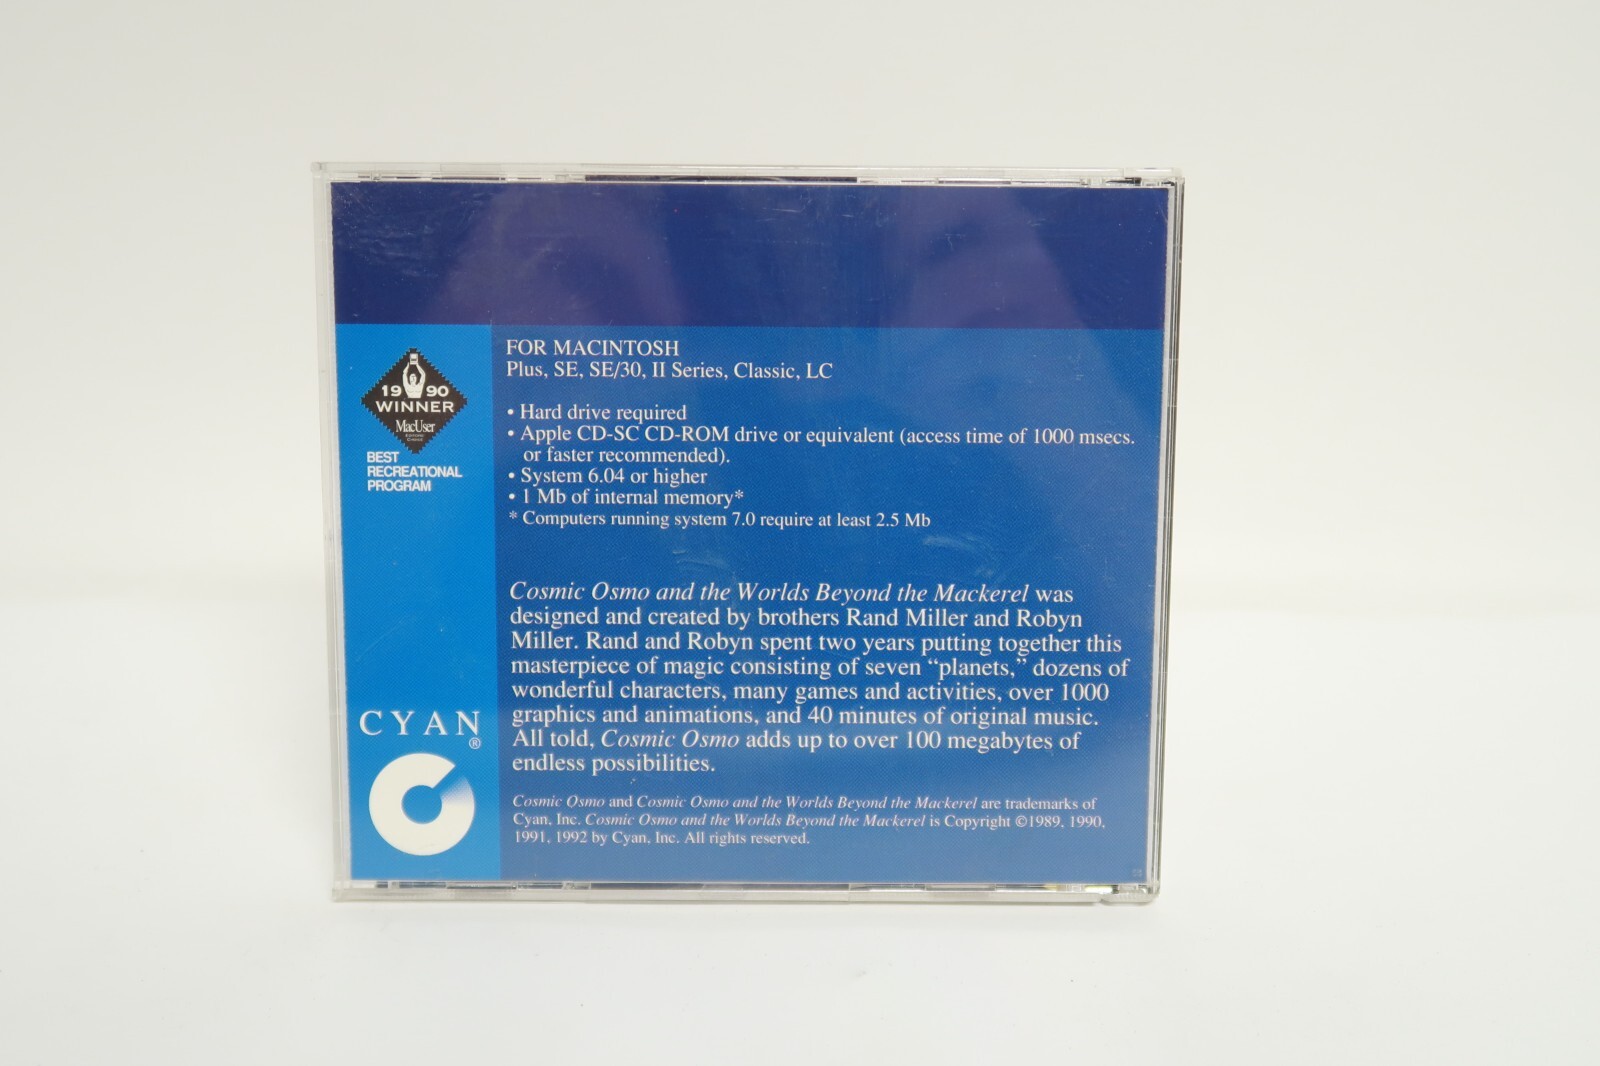 FOR MACINTOSH
Plus, SE, SE/30, II Series, Classic, LC
• Hard drive required
• Apple CD-SC CD-ROM drive or equivalent (access time of 1000 msecs.
or faster recommended).
• System 6.04 or higher
• 1 Mb of internal memory*
* Computers running system 7.0 require at least 2.5 Mb
1990
WINNER
MacUser
EDITORS'
CHOICE
BEST
RECREATIONAL
PROGRAM
Cosmic Osmo and the Worlds Beyond the Mackerel was
designed and created by brothers Rand Miller and Robyn
Miller. Rand and Robyn spent two years putting together this
masterpiece of magic consisting of seven “planets,” dozens of
wonderful characters, many games and activities, over 1000
graphics and animations, and 40 minutes of original music.
All told, Cosmic Osmo adds up to over 100 megabytes of
endless possibilities.
CYAN
®
Cosmic Osmo and Cosmic Osmo and the Worlds Beyond the Mackerel are trademarks of
Cyan, Inc. Cosmic Osmo and the Worlds Beyond the Mackerel is Copyright ©1989, 1990,
1991, 1992 by Cyan, Inc. All rights reserved.